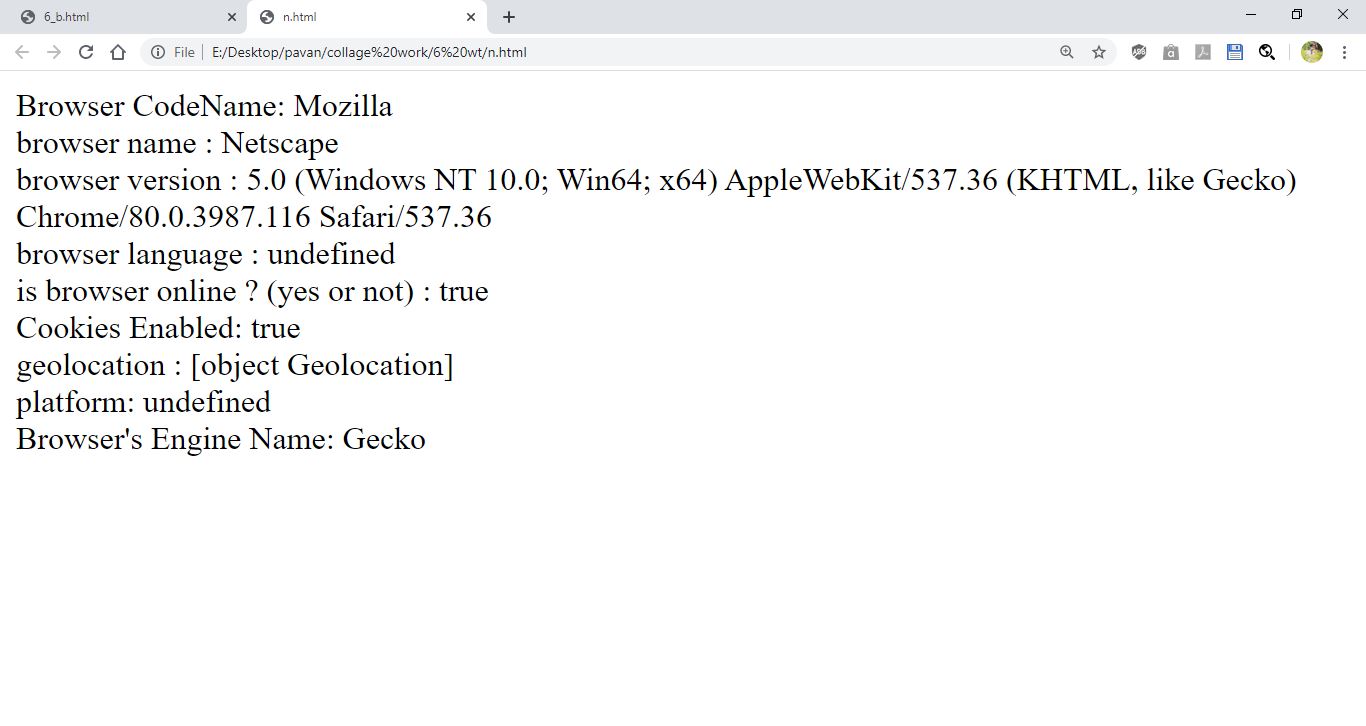 6_b.html
n.html
File
E:/Desktop/pavan/collage%20work/6%20wt/n.html
Browser CodeName: Mozilla
browser name : Netscape
browser version : 5.0 (Windows NT 10.0; Win64; x64) AppleWebKit/537.36 (KHTML, like Gecko)
Chrome/80.0.3987.116 Safari/537.36
browser language : undefined
is browser online ? (yes or not) : true
Cookies Enabled: true
geolocation : [object Geolocation]
platform: undefined
Browser's Engine Name: Gecko